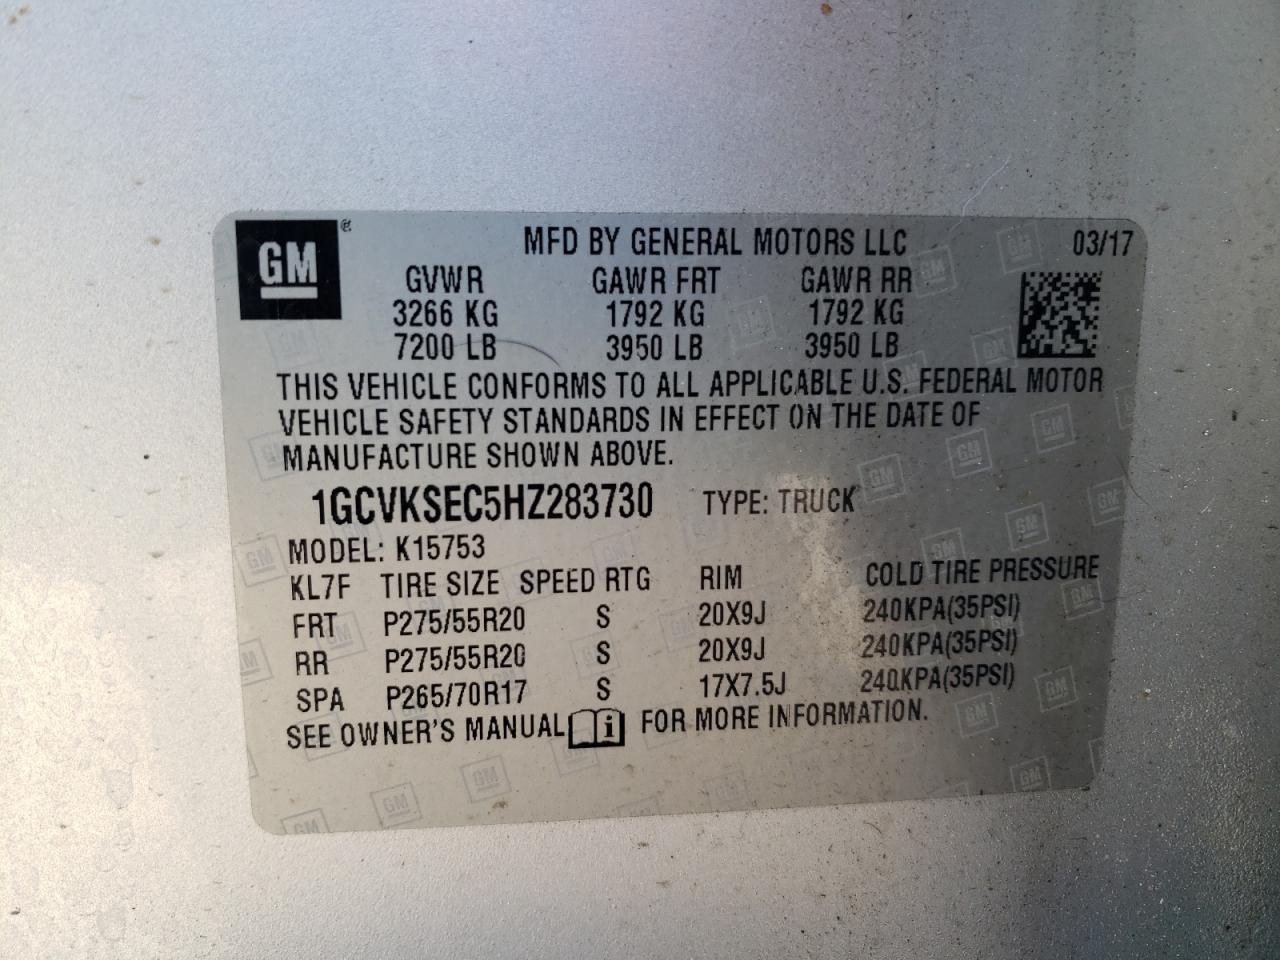 GM ® MFD BY GENERAL MOTORS LLC 03/17
GVWR GAWR FRT GAWR RR
3266 KG 1792 KG 1792 KG
7200 LB 3950 LB 3950 LB
THIS VEHICLE CONFORMS TO ALL APPLICABLE U.S. FEDERAL MOTOR
VEHICLE SAFETY STANDARDS IN EFFECT ON THE DATE OF
MANUFACTURE SHOWN ABOVE.
1GCVKSEC5HZ283730 TYPE: TRUCK
MODEL: K15753
KL7F TIRE SIZE SPEED RTG RIM COLD TIRE PRESSURE
FRT P275/55R20 S 20X9J 240KPA(35PSI)
RR P275/55R20 S 20X9J 240KPA(35PSI)
SPA P265/70R17 S 17X7.5J 240KPA(35PSI)
SEE OWNER'S MANUAL i FOR MORE INFORMATION.